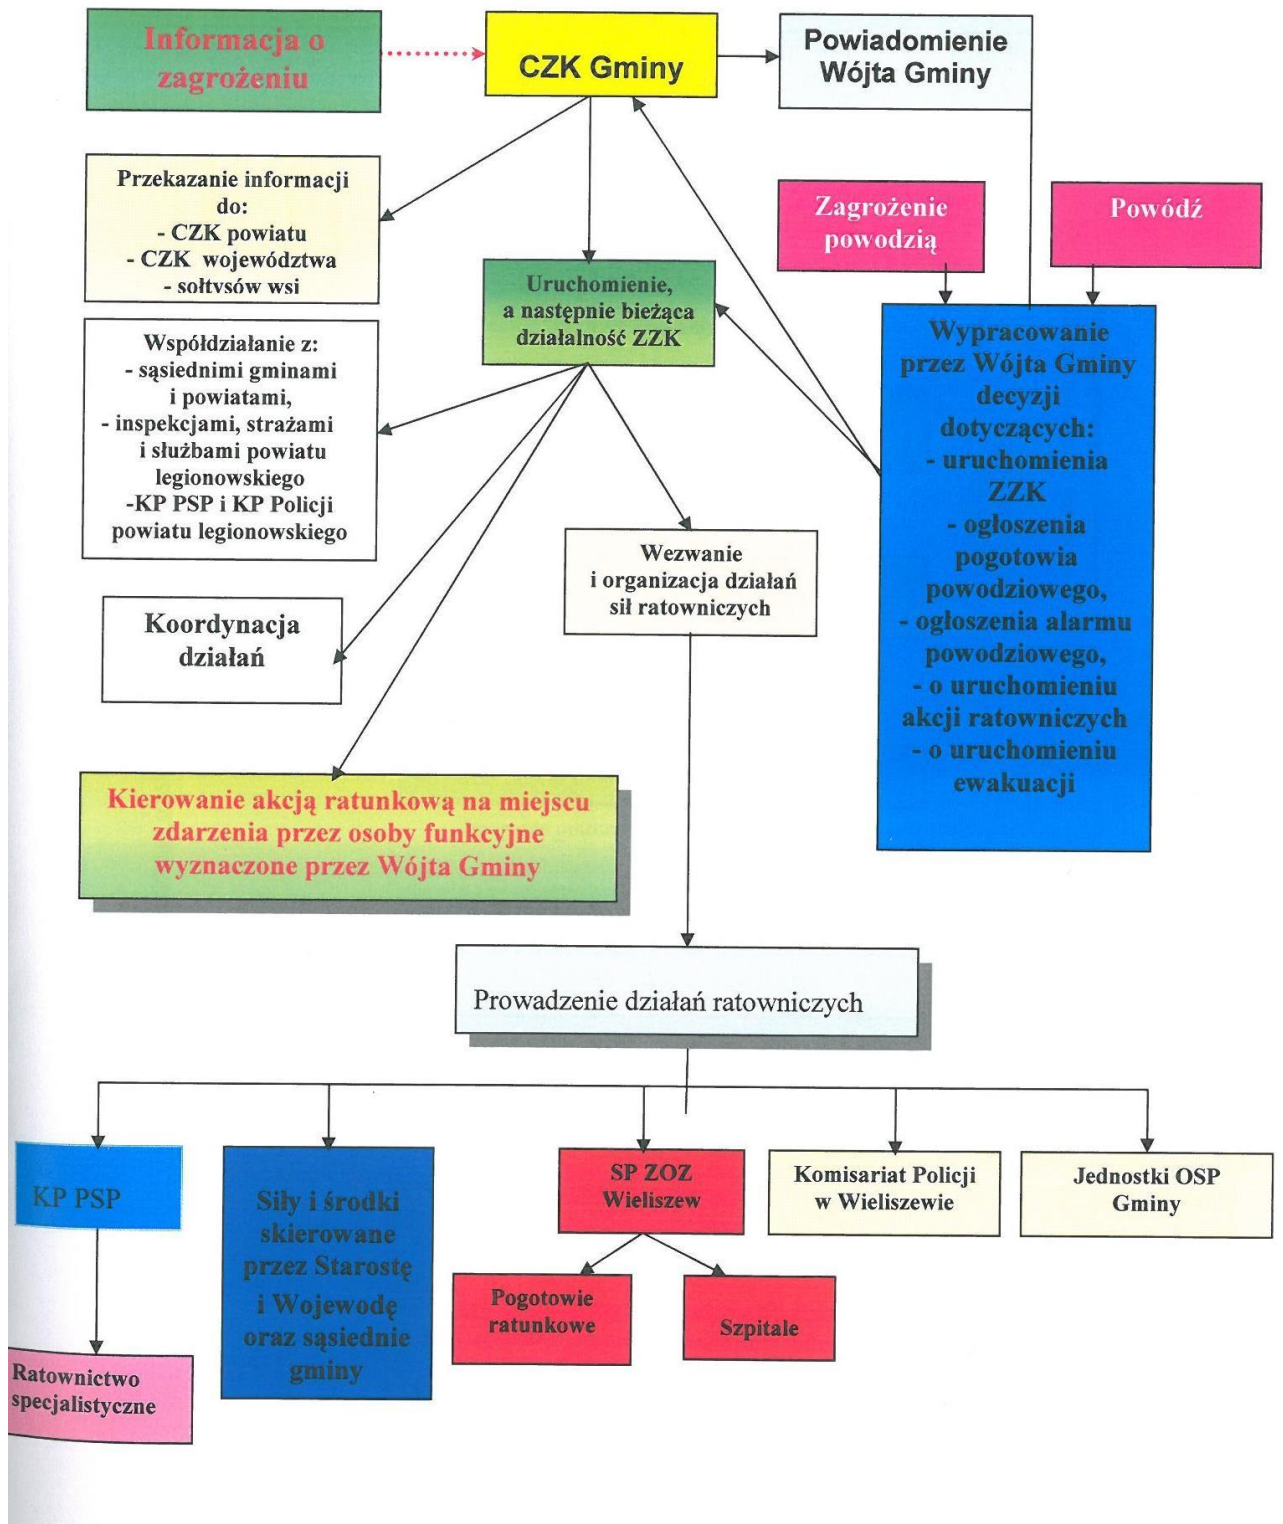 Informacja o
zagrożeniu
CZK Gminy
Powiadomienie
Wójta Gminy
Przekazanie informacji
do:
- CZK powiatu
- CZK województwa
- sołtysów wsi
Zagrożenie
powodzią
Powódź
Uruchomienie,
a następnie bieżąca
działalność ZZK
Współdziałanie z:
- sąsiednimi gminami
i powiatami,
- inspekcjami, strażami
i służbami powiatu
legionowskiego
-KP PSP i KP Policji
powiatu legionowskiego
Wypracowanie
przez Wójta Gminy
decyzji
dotyczących:
- uruchomienia
ZZK
- ogłoszenia
pogotowia
powodziowego,
- ogłoszenia alarmu
powodziowego,
- o uruchomieniu
akcji ratowniczych
- o uruchomieniu
ewakuacji
Wezwanie
i organizacja działań
sił ratowniczych
Koordynacja
działań
Kierowanie akcją ratunkową na miejscu
zdarzenia przez osoby funkcyjne
wyznaczone przez Wójta Gminy
Prowadzenie działań ratowniczych
KP PSP
Siły i środki
skierowane
przez Starostę
i Wojewodę
oraz sąsiednie
gminy
SP ZOZ
Wieliszew
Komisariat Policji
w Wieliszewie
Jednostki OSP
Gminy
Pogotowie
ratunkowe
Szpitale
Ratownictwo
specjalistyczne